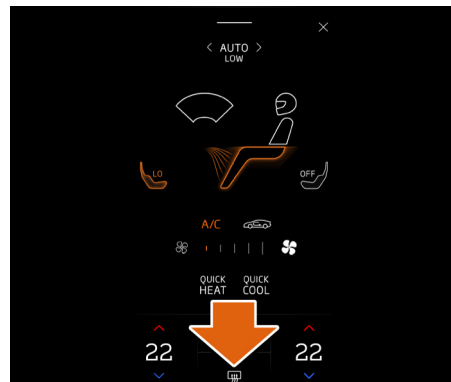 < AUTO >
LOW
LO
OFF
A/C
QUICK QUICK
HEAT COOL
22 22